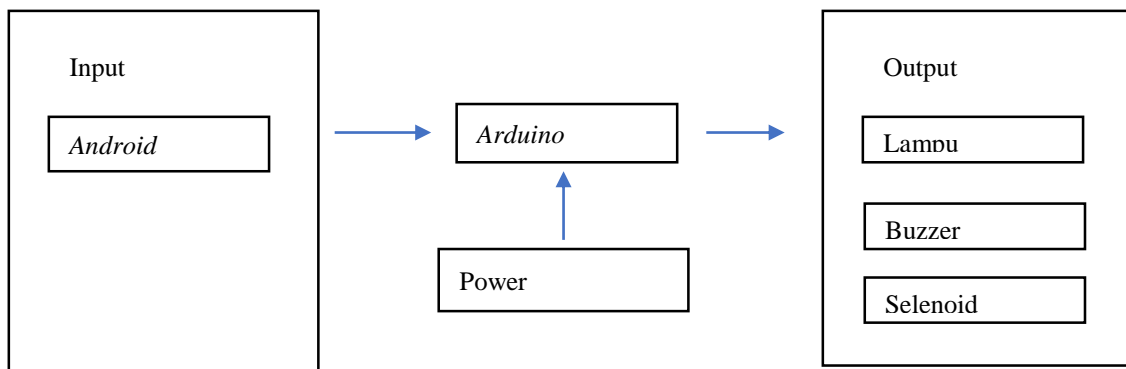 Input
Android
Arduino
Power
Output
Lampu
Buzzer
Selenoid